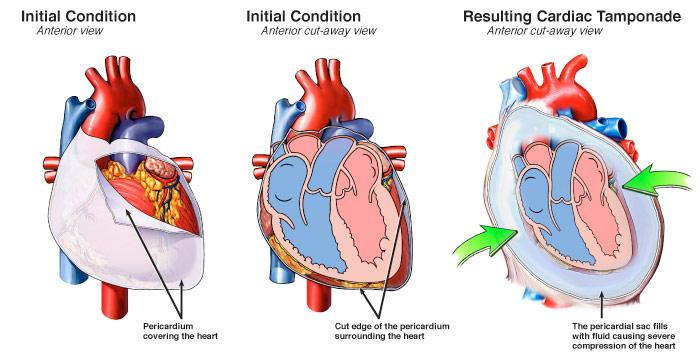 Initial Condition
Anterior view
Initial Condition
Anterior cut-away view
Resulting Cardiac Tamponade
Anterior cut-away view
Pericardium
covering the heart
Cut edge of the pericardium
surrounding the heart
The pericardial sac fills
with fluid causing severe
compression of the heart